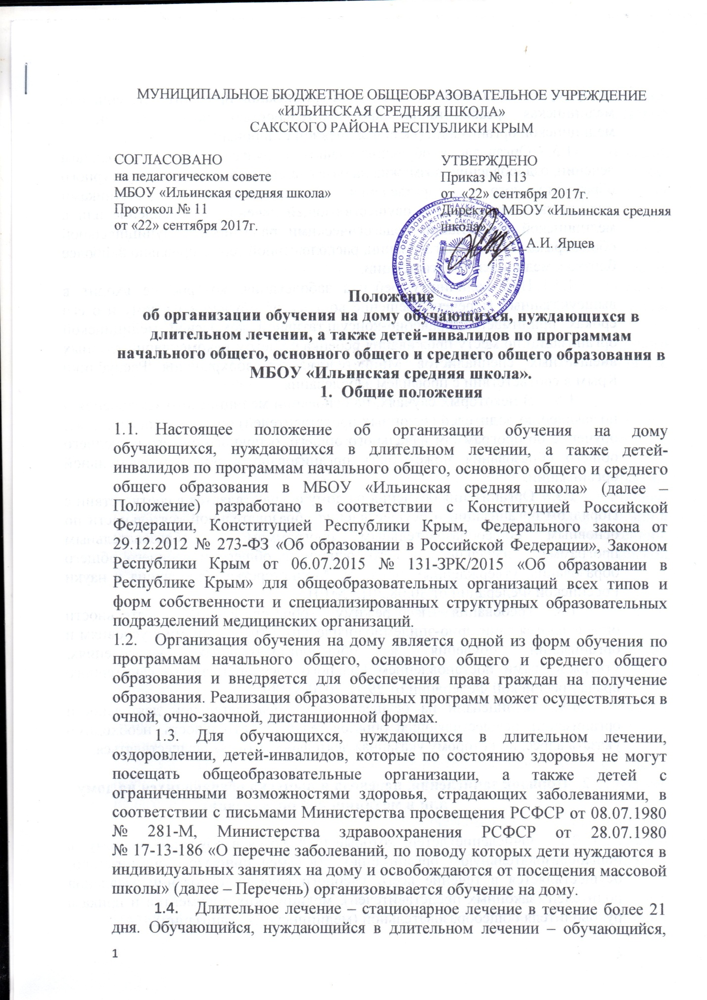 МУНИЦИПАЛЬНОЕ БЮДЖЕТНОЕ ОБЩЕОБРАЗОВАТЕЛЬНОЕ УЧРЕЖДЕНИЕ
«ИЛЬИНСКАЯ СРЕДНЯЯ ШКОЛА»
САКСКОГО РАЙОНА РЕСПУБЛИКИ КРЫМ
СОГЛАСОВАНО
на педагогическом совете
МБОУ «Ильинская средняя школа»
Протокол № 11
от «22» сентября 2017г.
УТВЕРЖДЕНО
Приказ № 113
от «22» сентября 2017г.
Директор МБОУ «Ильинская средняя
школа»
А.И. Ярцев
Положение
об организации обучения на дому обучающихся, нуждающихся в
длительном лечении, а также детей-инвалидов по программам
начального общего, основного общего и среднего общего образования в
МБОУ «Ильинская средняя школа».
1. Общие положения
1.1. Настоящее положение об организации обучения на дому
обучающихся, нуждающихся в длительном лечении, а также детей-
инвалидов по программам начального общего, основного общего и среднего
общего образования в МБОУ «Ильинская средняя школа» (далее –
Положение) разработано в соответствии с Конституцией Российской
Федерации, Конституцией Республики Крым, Федерального закона от
29.12.2012 № 273-ФЗ «Об образовании в Российской Федерации», Законом
Республики Крым от 06.07.2015 № 131-ЗРК/2015 «Об образовании в
Республике Крым» для общеобразовательных организаций всех типов и
форм собственности и специализированных структурных образовательных
подразделений медицинских организаций.
1.2. Организация обучения на дому является одной из форм обучения по
программам начального общего, основного общего и среднего общего
образования и внедряется для обеспечения права граждан на получение
образования. Реализация образовательных программ может осуществляться в
очной, очно-заочной, дистанционной формах.
1.3. Для обучающихся, нуждающихся в длительном лечении,
оздоровлении, детей-инвалидов, которые по состоянию здоровья не могут
посещать общеобразовательные организации, а также детей с
ограниченными возможностями здоровья, страдающих заболеваниями, в
соответствии с письмами Министерства просвещения РСФСР от 08.07.1980
№ 281-М, Министерства здравоохранения РСФСР от 28.07.1980
№ 17-13-186 «О перечне заболеваний, по поводу которых дети нуждаются в
индивидуальных занятиях на дому и освобождаются от посещения массовой
школы» (далее – Перечень) организовывается обучение на дому.
1.4. Длительное лечение – стационарное лечение в течение более 21
дня. Обучающийся, нуждающийся в длительном лечении – обучающийся,
1